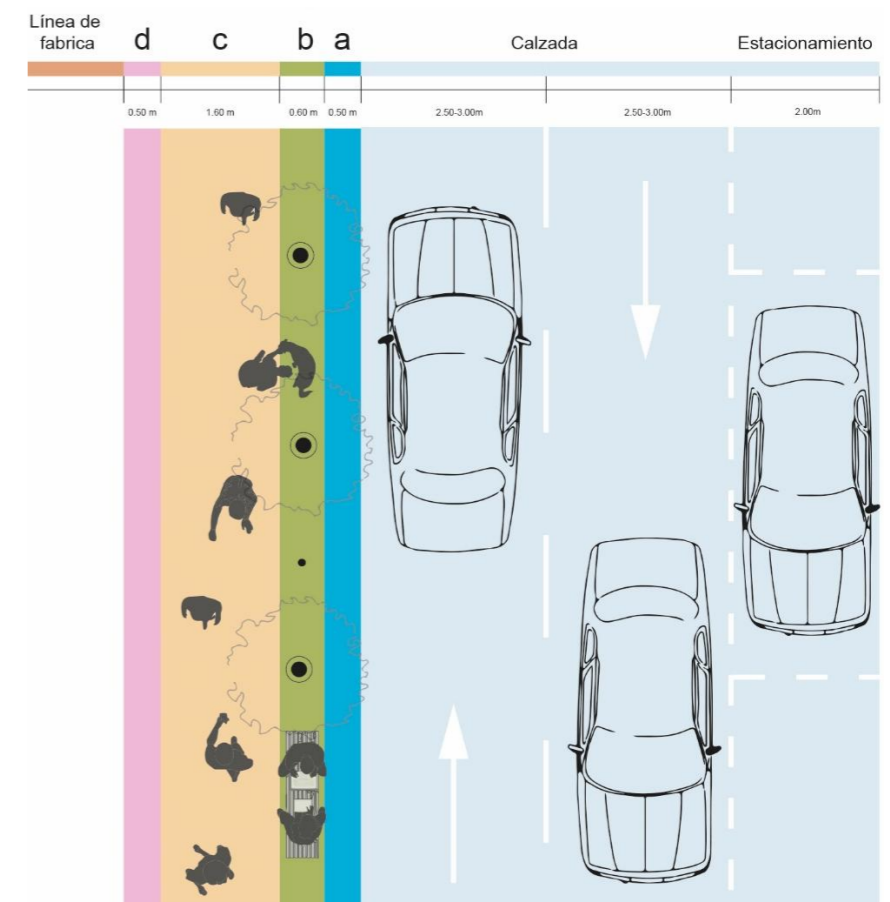 Línea de
fabrica
d
c
b
a
Calzada
Estacionamiento
0.50 m
1.60 m
0.60 m
0.50 m
2.50-3.00m
2.50-3.00m
2.00m